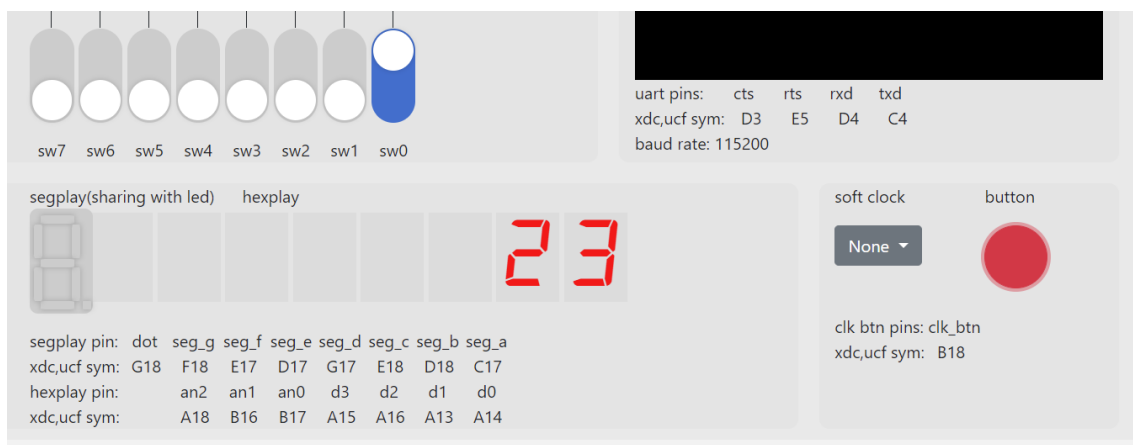 sw7 sw6 sw5 sw4 sw3 sw2 sw1 sw0
uart pins: cts rts rxd txd
xdc,ucf sym: D3 E5 D4 C4
baud rate: 115200
segplay(sharing with led) hexplay
23
segplay pin: dot seg_g seg_f seg_e seg_d seg_c seg_b seg_a
xdc,ucf sym: G18 F18 E17 D17 G17 E18 D18 C17
hexplay pin: an2 an1 an0 d3 d2 d1 d0
xdc,ucf sym: A18 B16 B17 A15 A16 A13 A14
soft clock button
None
clk btn pins: clk_btn
xdc,ucf sym: B18